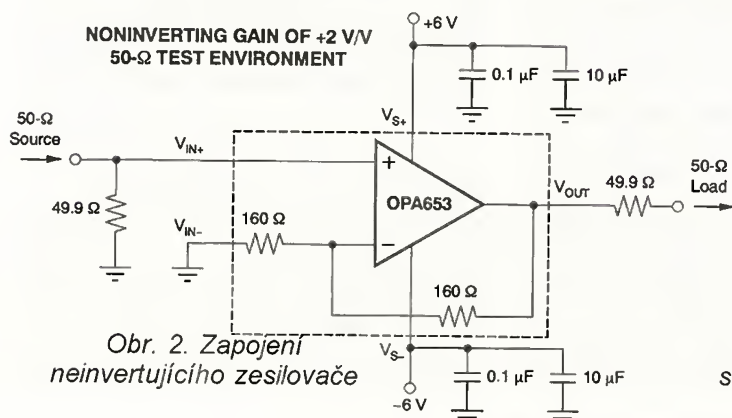 NONINVERTING GAIN OF +2 V/V
50-Ω TEST ENVIRONMENT
+6 V
0.1 µF
10 µF
V_S+
50-Ω
Source
V_IN+
49.9 Ω
V_IN−
160 Ω
+
−
OPA653
V_OUT
49.9 Ω
50-Ω
Load
160 Ω
V_S−
0.1 µF
10 µF
−6 V
Obr. 2. Zapojení
neinvertujícího zesilovače
S